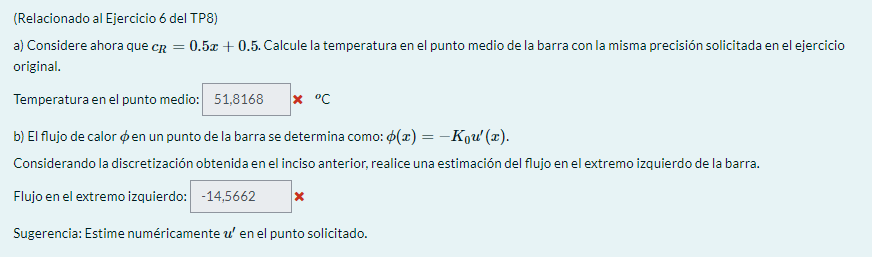 (Relacionado al Ejercicio 6 del TP8)
a) Considere ahora que c_R = 0.5x + 0.5. Calcule la temperatura en el punto medio de la barra con la misma precisión solicitada en el ejercicio
original.
Temperatura en el punto medio: 51,8168 ✖ ºC
b) El flujo de calor ϕ en un punto de la barra se determina como: ϕ(x) = −K₀u′(x).
Considerando la discretización obtenida en el inciso anterior, realice una estimación del flujo en el extremo izquierdo de la barra.
Flujo en el extremo izquierdo: -14,5662 ✖
Sugerencia: Estime numéricamente u′ en el punto solicitado.